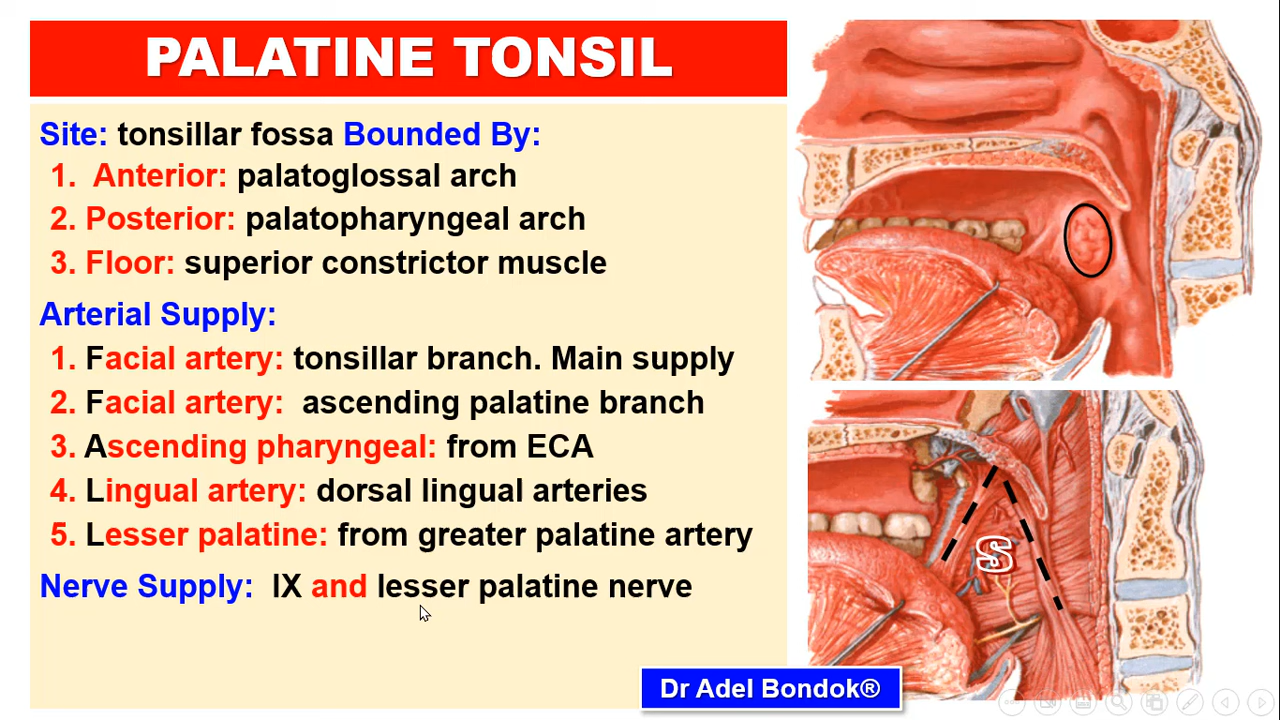 PALATINE TONSIL
Site: tonsillar fossa Bounded By:
1. Anterior: palatoglossal arch
2. Posterior: palatopharyngeal arch
3. Floor: superior constrictor muscle
Arterial Supply:
1. Facial artery: tonsillar branch. Main supply
2. Facial artery: ascending palatine branch
3. Ascending pharyngeal: from ECA
4. Lingual artery: dorsal lingual arteries
5. Lesser palatine: from greater palatine artery
Nerve Supply: IX and lesser palatine nerve
S
Dr Adel Bondok®